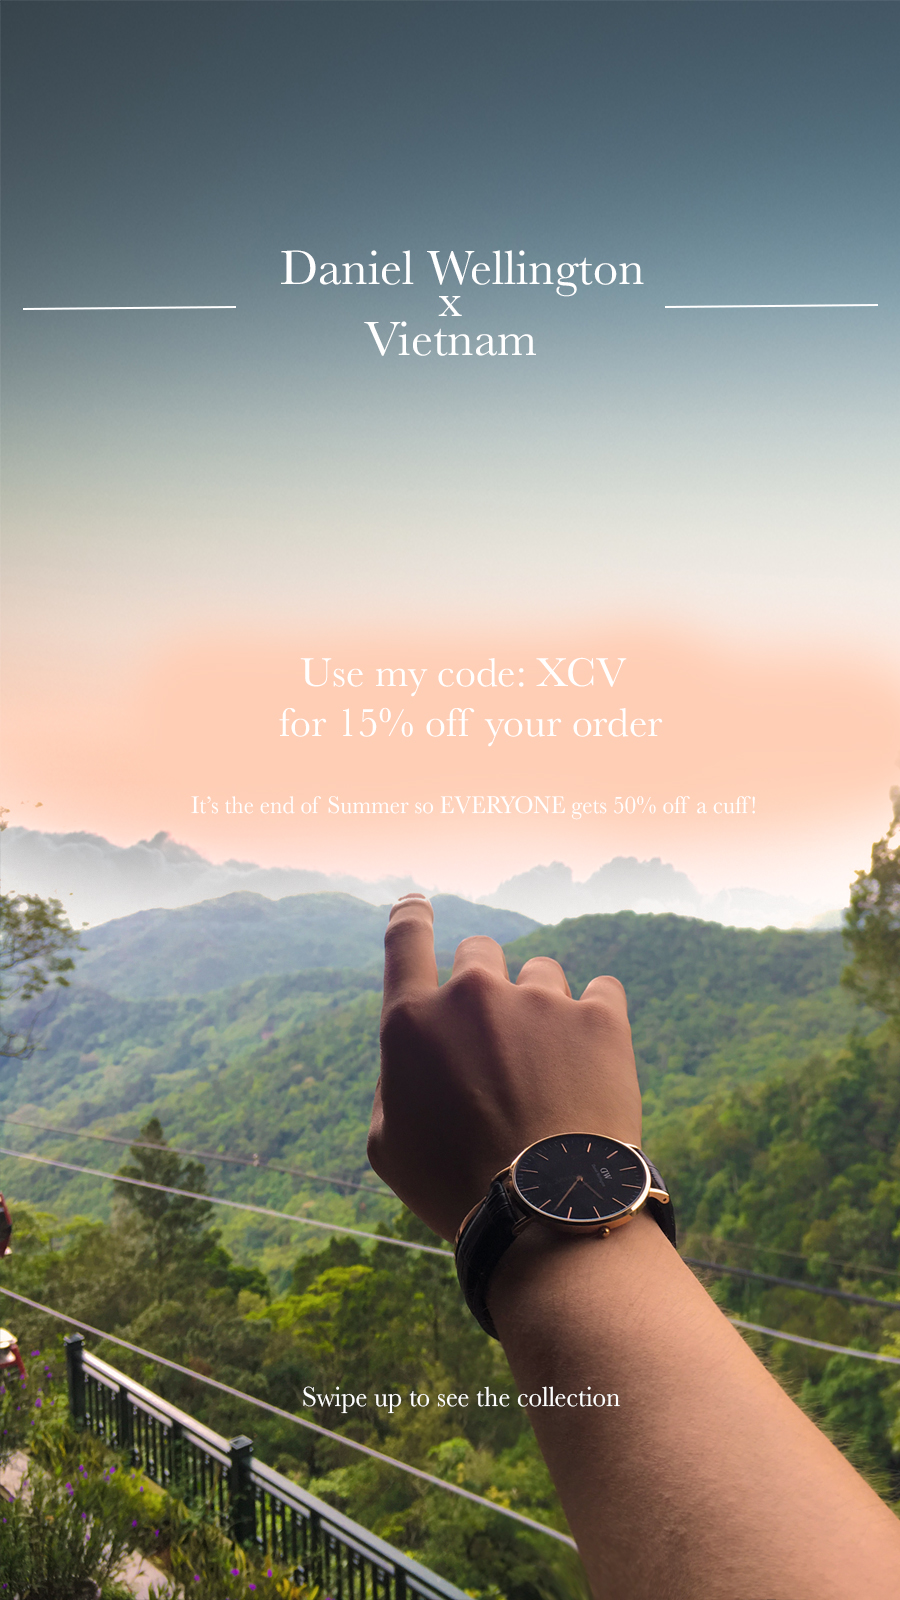 Daniel Wellington
x
Vietnam
Use my code: XCV
for 15% off your order
It's the end of Summer so EVERYONE gets 50% off a cuff!
DW
Swipe up to see the collection